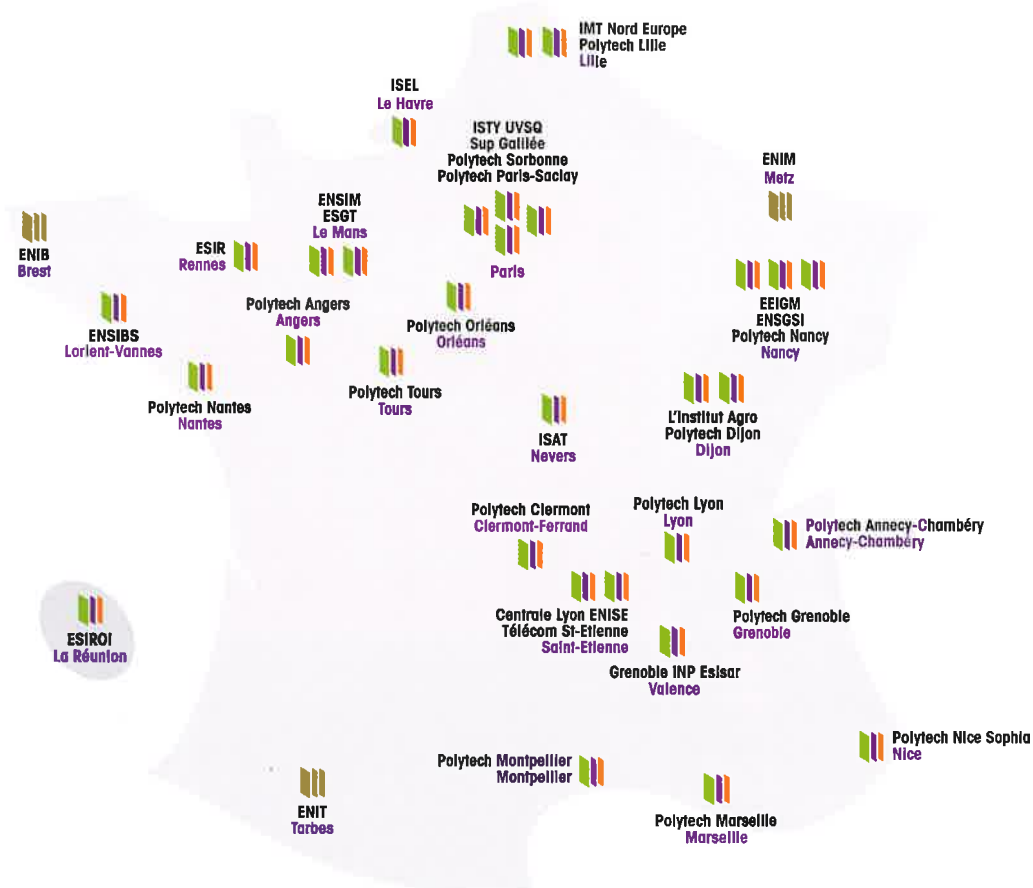 IMT Nord Europe
Polytech Lille
Lille
ISEL
Le Havre
ISTY UVSQ
Sup Galilée
Polytech Sorbonne
Polytech Paris-Saclay
Paris
ENIM
Metz
ENSIM
ESGT
Le Mans
ENIB
Brest
ESIR
Rennes
Polytech Angers
Angers
Polytech Orléans
Orléans
EEIGM
ENSGSI
Polytech Nancy
Nancy
ENSIBS
Lorient-Vannes
Polytech Tours
Tours
Polytech Nantes
Nantes
ISAT
Nevers
L'Institut Agro
Polytech Dijon
Dijon
Polytech Clermont
Clermont-Ferrand
Polytech Lyon
Lyon
Polytech Annecy-Chambéry
Annecy-Chambéry
Centrale Lyon ENISE
Télécom St-Etienne
Saint-Etienne
Polytech Grenoble
Grenoble
ESIROI
La Réunion
Grenoble INP Esisar
Valence
Polytech Nice Sophia
Nice
Polytech Montpellier
Montpellier
ENIT
Tarbes
Polytech Marseille
Marseille